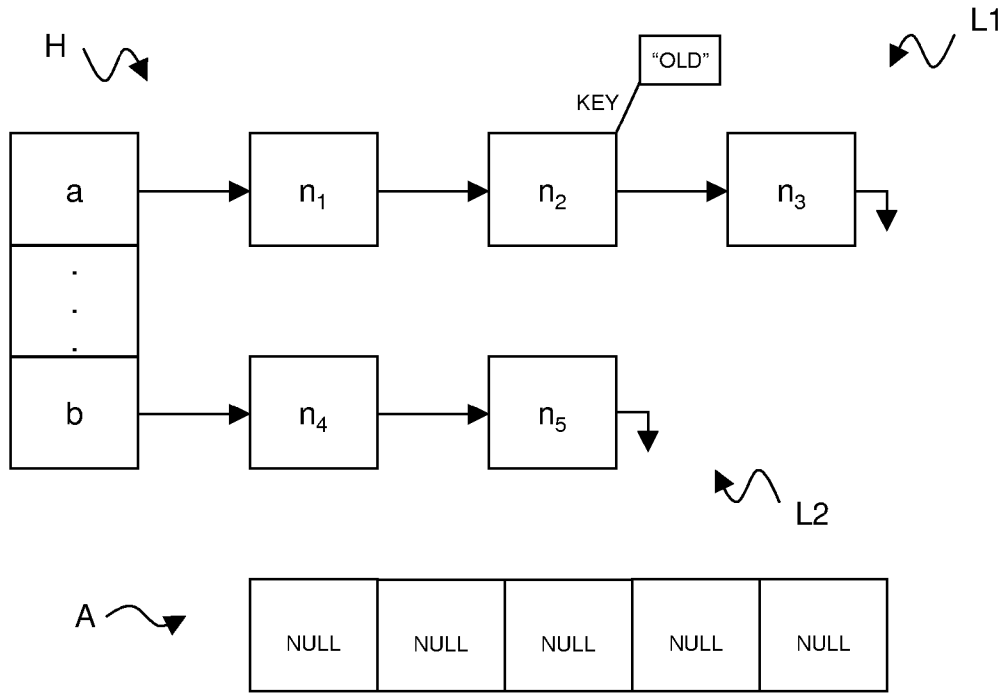 H
L1
"OLD"
KEY
a
n₁
n₂
n₃
.
.
.
b
n₄
n₅
L2
A
NULL NULL NULL NULL NULL